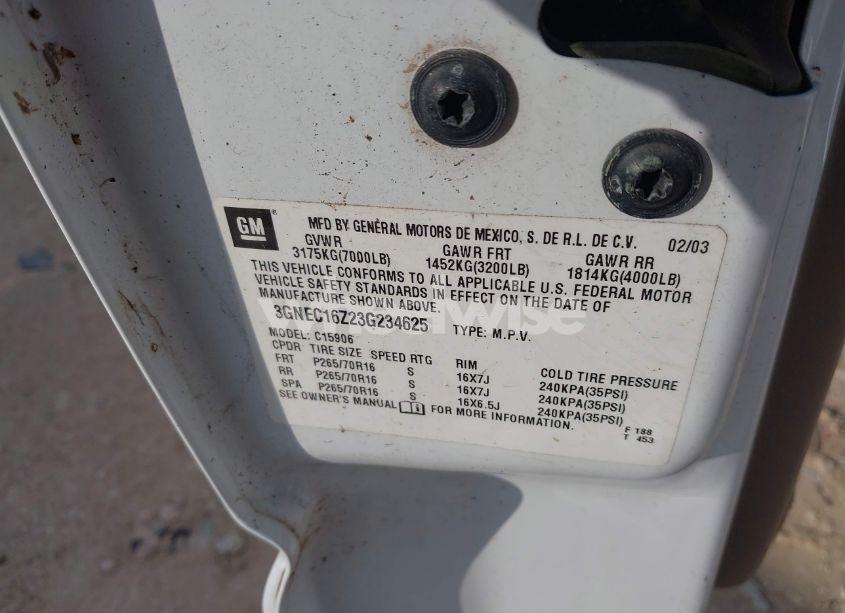 GM ®
MFD BY GENERAL MOTORS DE MEXICO, S. DE R.L. DE C.V. 02/03
GVWR GAWR FRT GAWR RR
3175KG(7000LB) 1452KG(3200LB) 1814KG(4000LB)
THIS VEHICLE CONFORMS TO ALL APPLICABLE U.S. FEDERAL MOTOR
VEHICLE SAFETY STANDARDS IN EFFECT ON THE DATE OF
MANUFACTURE SHOWN ABOVE.
3GNEC16Z23G234625 TYPE: M.P.V.
MODEL: C15906
CPDR TIRE SIZE SPEED RTG RIM COLD TIRE PRESSURE
FRT P265/70R16 S 16X7J 240KPA(35PSI)
RR P265/70R16 S 16X7J 240KPA(35PSI)
SPA P265/70R16 S 16X6.5J 240KPA(35PSI)
SEE OWNER'S MANUAL FOR MORE INFORMATION.
F 188
T 453